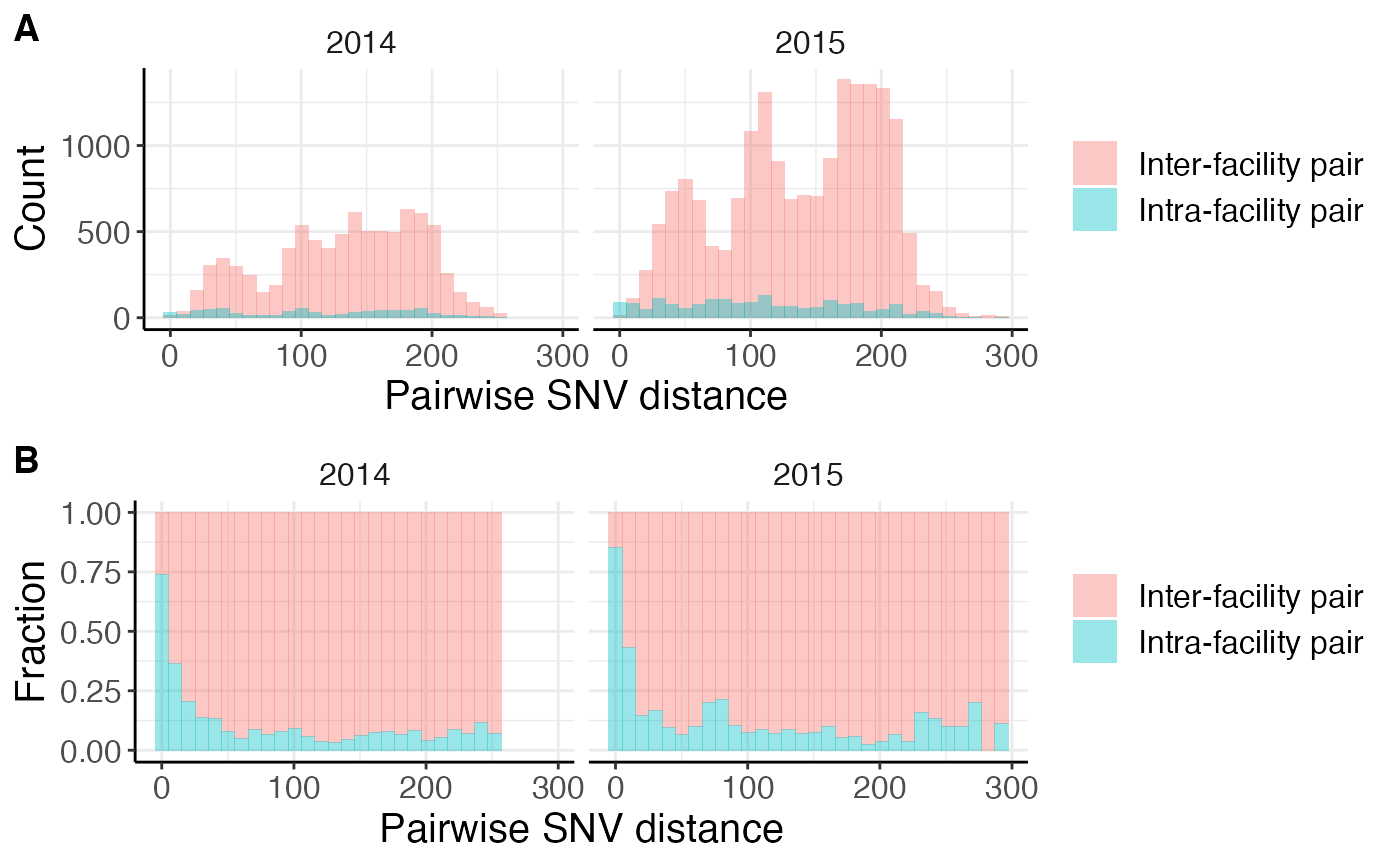 A
2014 2015
Count
1000
500
0
0 100 200 300 0 100 200 300
Pairwise SNV distance
Inter-facility pair
Intra-facility pair
B
2014 2015
Fraction
1.00
0.75
0.50
0.25
0.00
0 100 200 300 0 100 200 300
Pairwise SNV distance
Inter-facility pair
Intra-facility pair